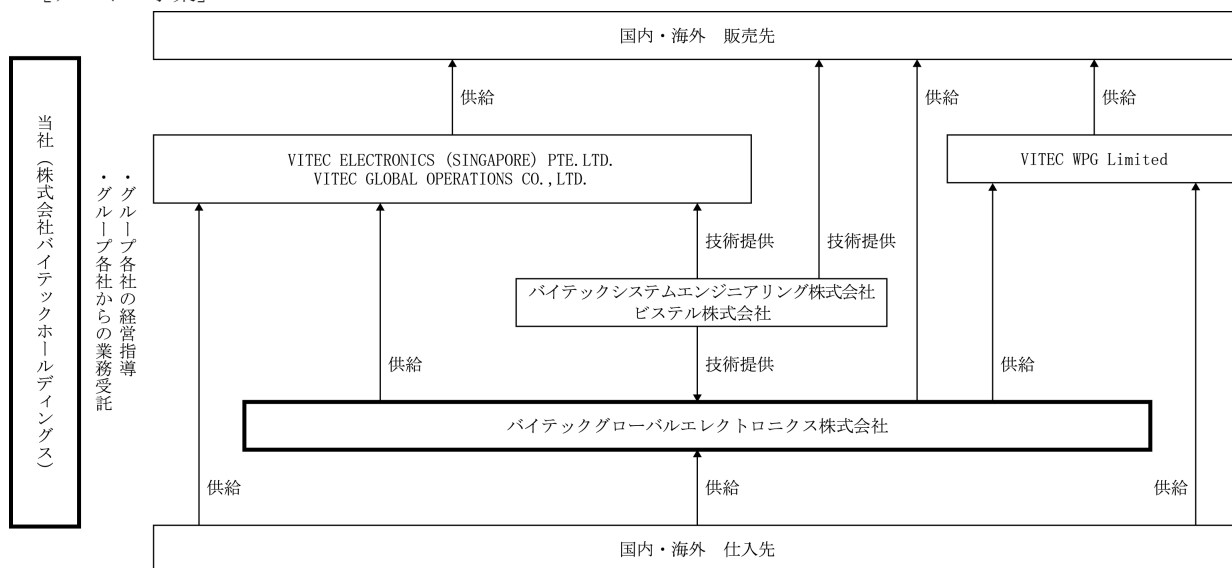 国内・海外　販売先
供給
供給
供給
当社（株式会社バイテックホールディングス）
・グループ各社の経営指導
・グループ各社からの業務受託
VITEC ELECTRONICS (SINGAPORE) PTE.LTD.
VITEC GLOBAL OPERATIONS CO.,LTD.
VITEC WPG Limited
技術提供
技術提供
バイテックシステムエンジニアリング株式会社
ビステル株式会社
供給
技術提供
供給
バイテックグローバルエレクトロニクス株式会社
供給
供給
供給
国内・海外　仕入先